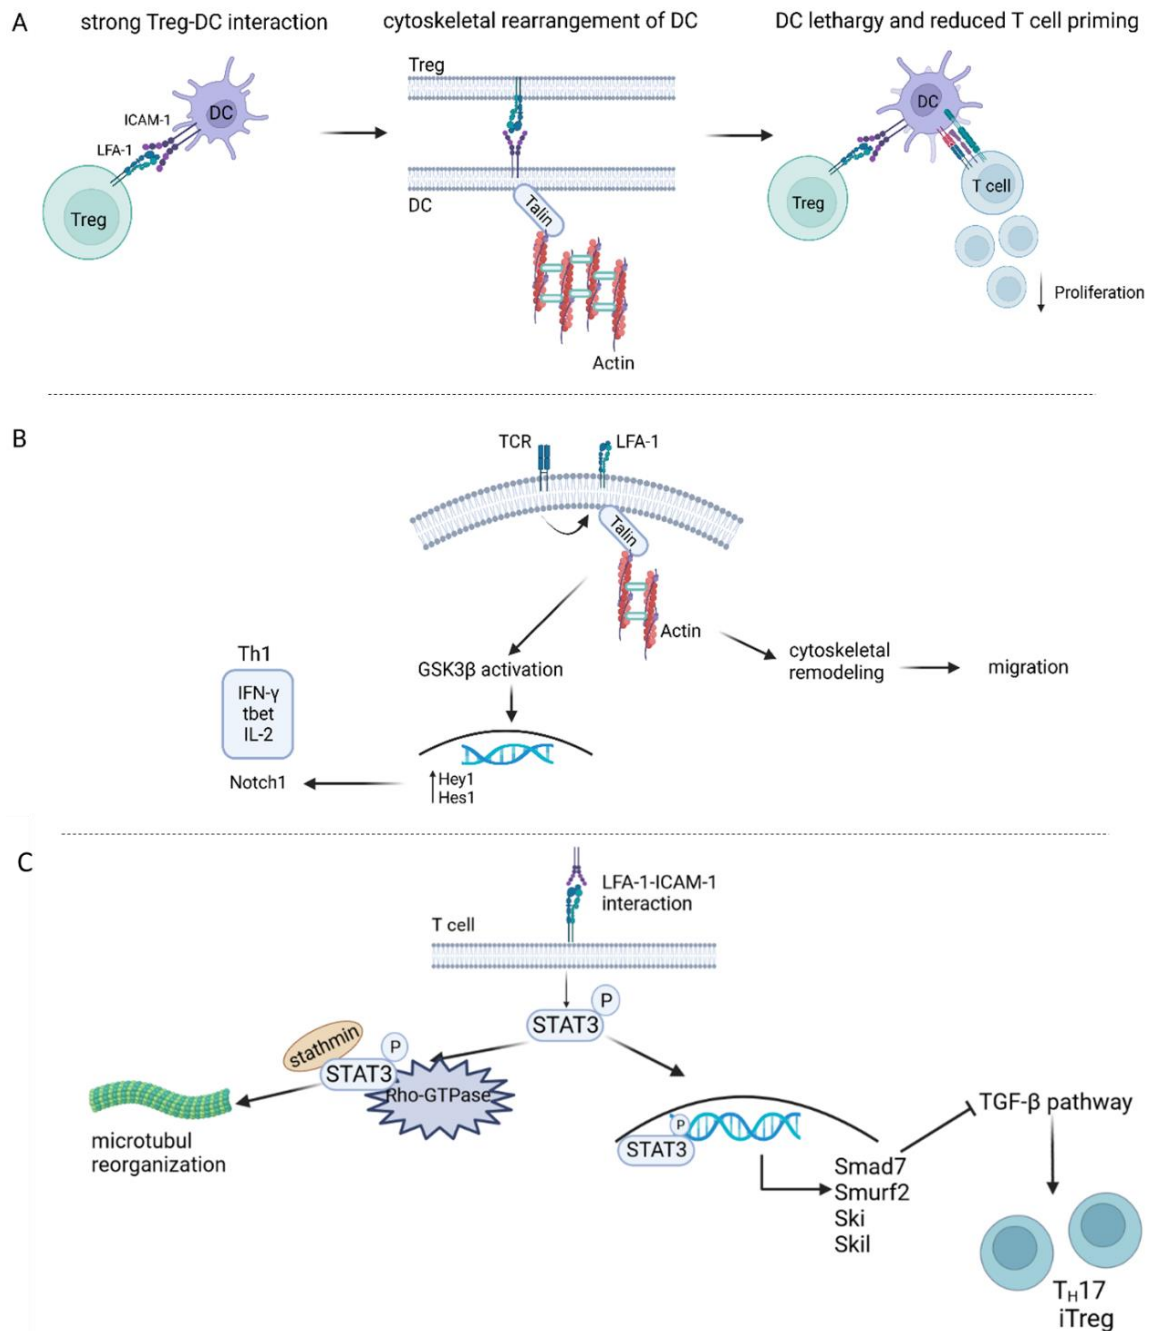 A
strong Treg-DC interaction
cytoskeletal rearrangement of DC
DC lethargy and reduced T cell priming
DC
ICAM-1
LFA-1
Treg
Treg
DC
Talin
Actin
DC
Treg
T cell
Proliferation
B
TCR
LFA-1
Talin
Actin
GSK3β activation
cytoskeletal
remodeling
migration
Th1
IFN-γ
tbet
IL-2
Notch1
Hey1
Hes1
C
LFA-1-ICAM-1
interaction
T cell
P
STAT3
stathmin
P
STAT3
Rho-GTPase
microtubul
reorganization
P
STAT3
Smad7
Smurf2
Ski
Skil
TGF-β pathway
TH17
iTreg